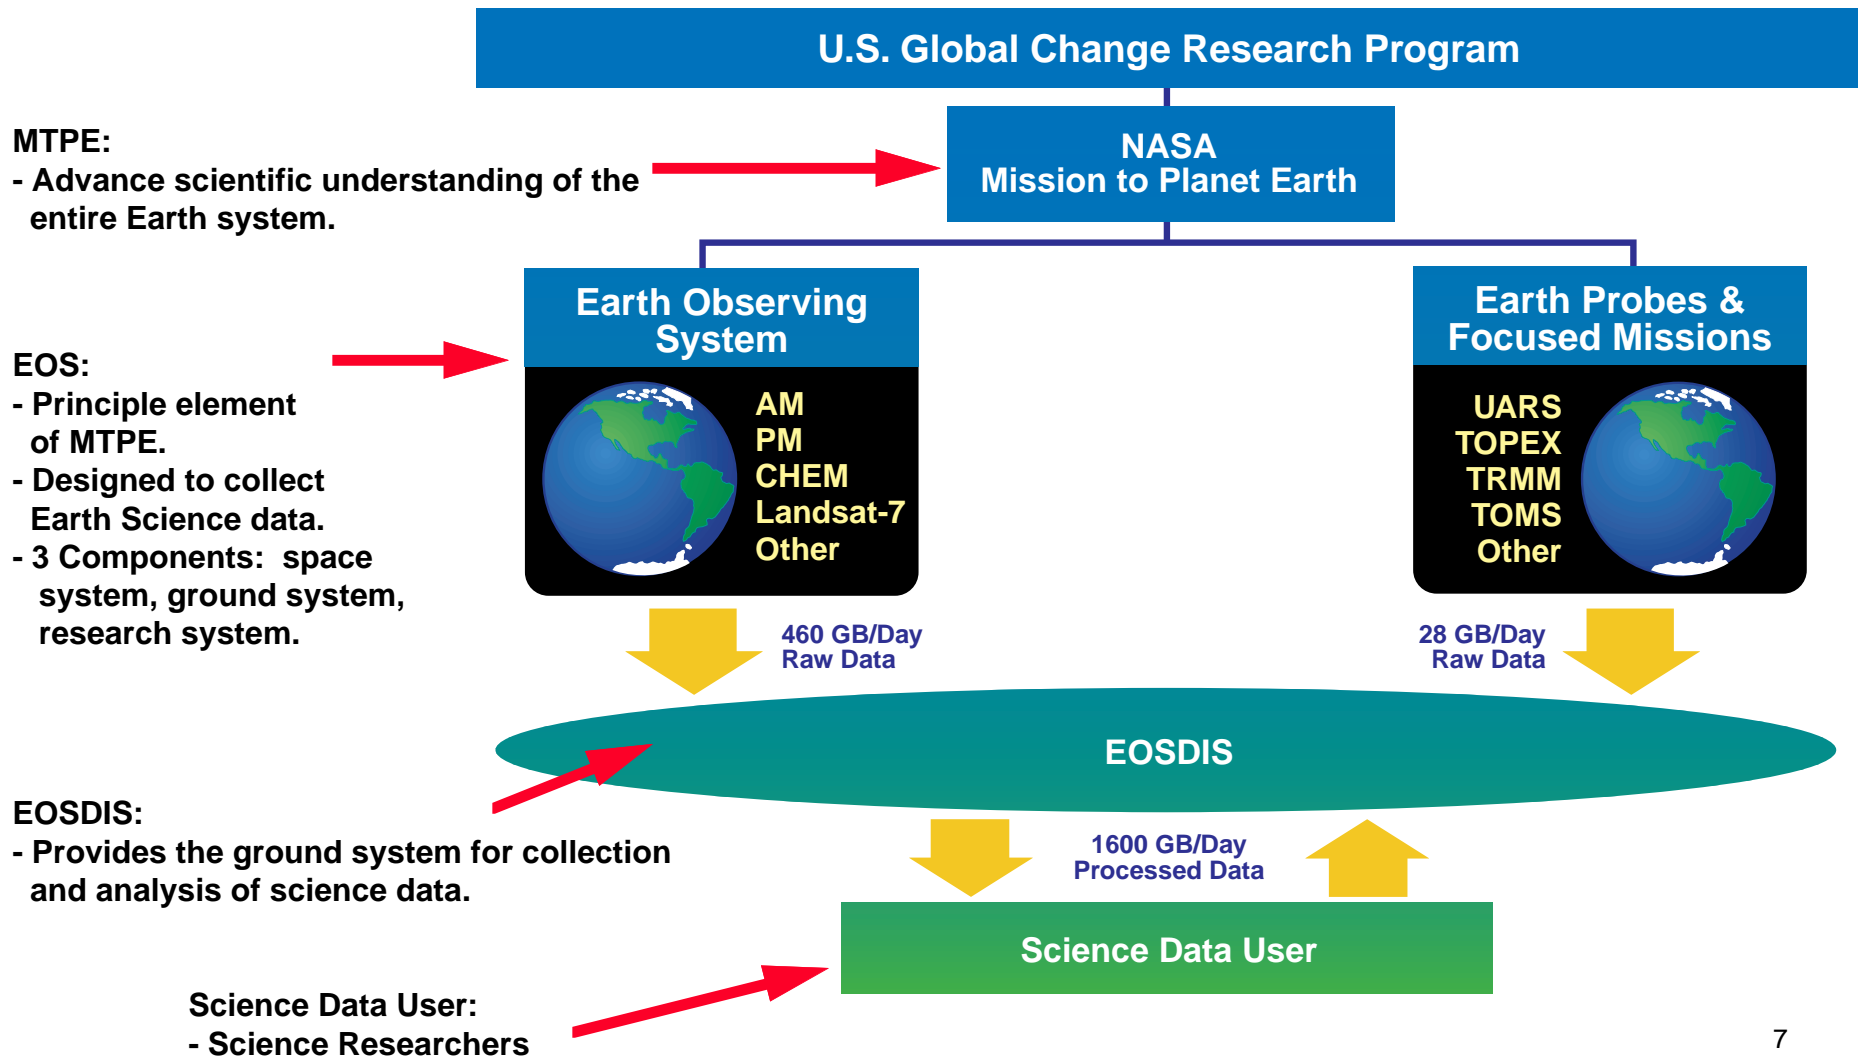 U.S. Global Change Research Program
NASA
Mission to Planet Earth
MTPE:
- Advance scientific understanding of the
entire Earth system.
Earth Observing
System
AM
PM
CHEM
Landsat-7
Other
Earth Probes &
Focused Missions
UARS
TOPEX
TRMM
TOMS
Other
EOS:
- Principle element
of MTPE.
- Designed to collect
Earth Science data.
- 3 Components:  space
system, ground system,
research system.
460 GB/Day
Raw Data
28 GB/Day
Raw Data
EOSDIS
EOSDIS:
- Provides the ground system for collection
and analysis of science data.
1600 GB/Day
Processed Data
Science Data User
Science Data User:
- Science Researchers
7